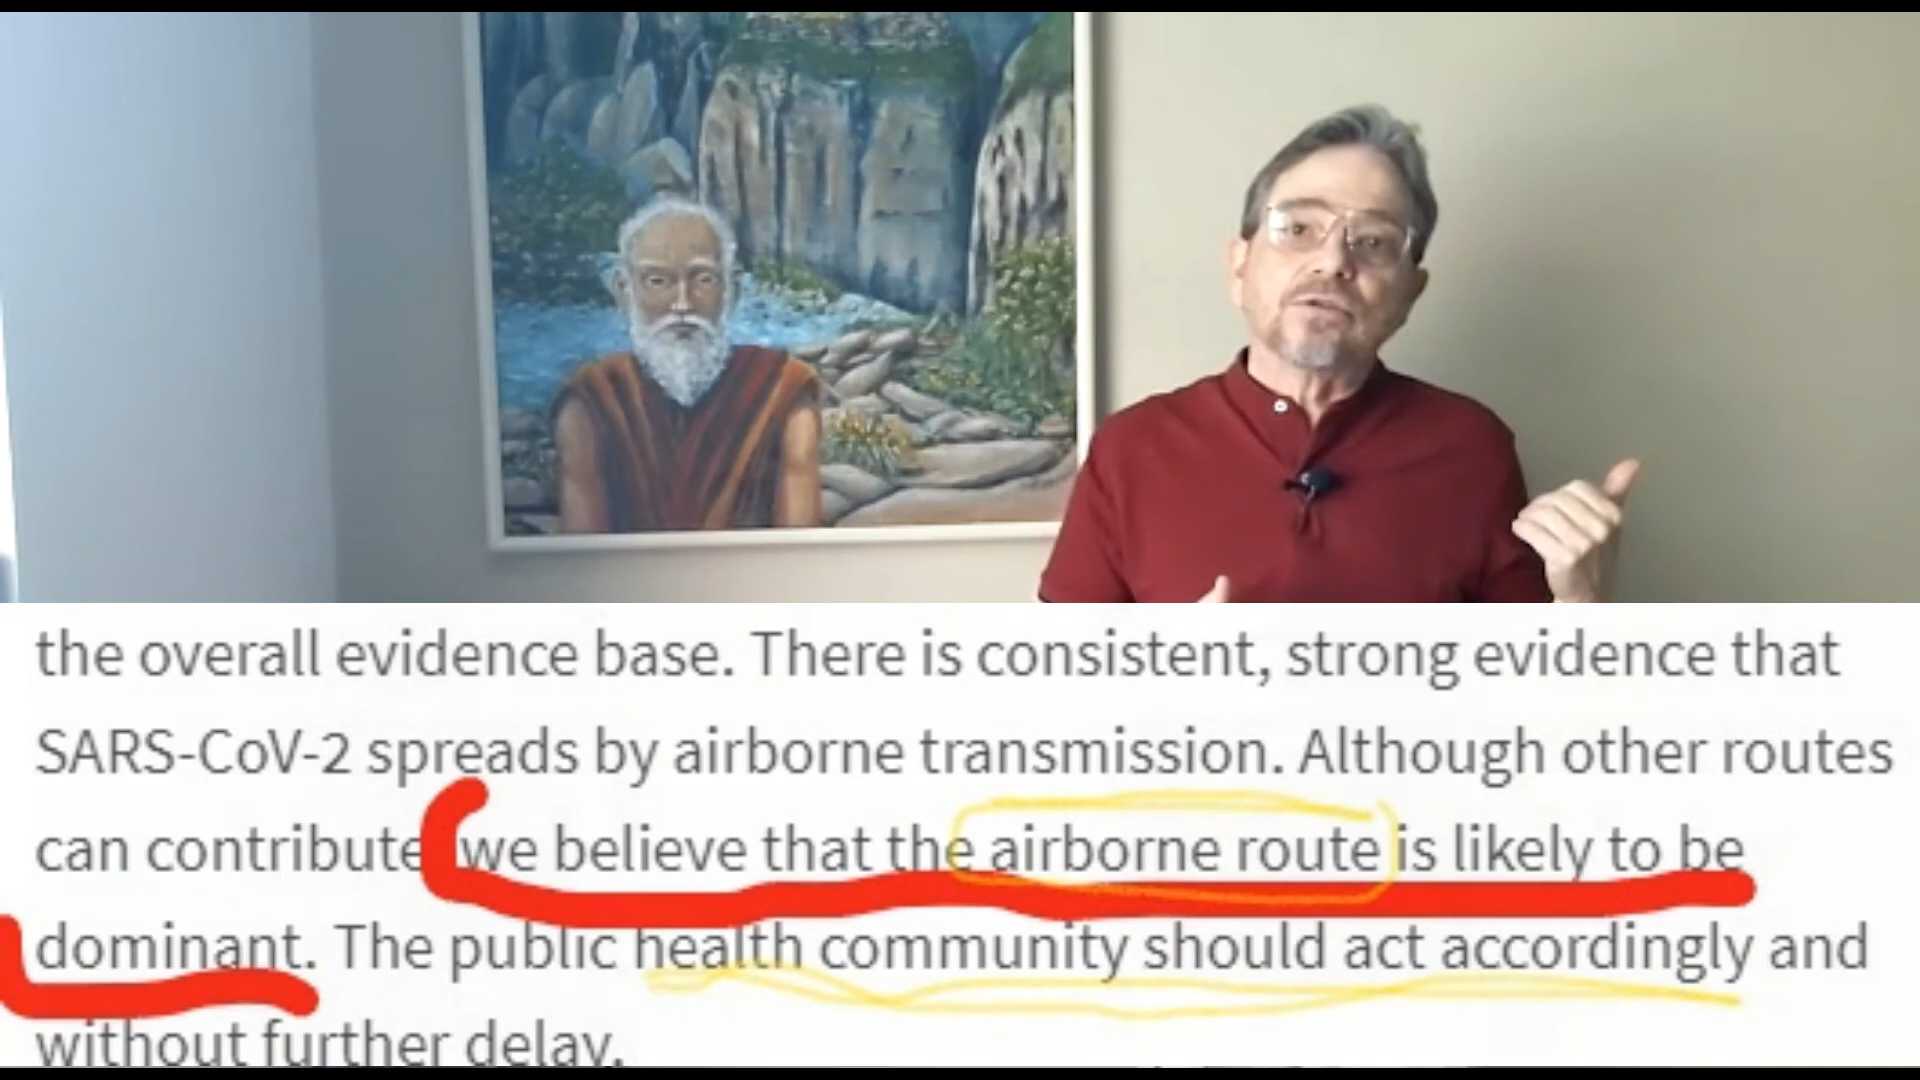 the overall evidence base. There is consistent, strong evidence that
SARS-CoV-2 spreads by airborne transmission. Although other routes
can contribute we believe that the airborne route is likely to be
dominant. The public health community should act accordingly and
without further delay.